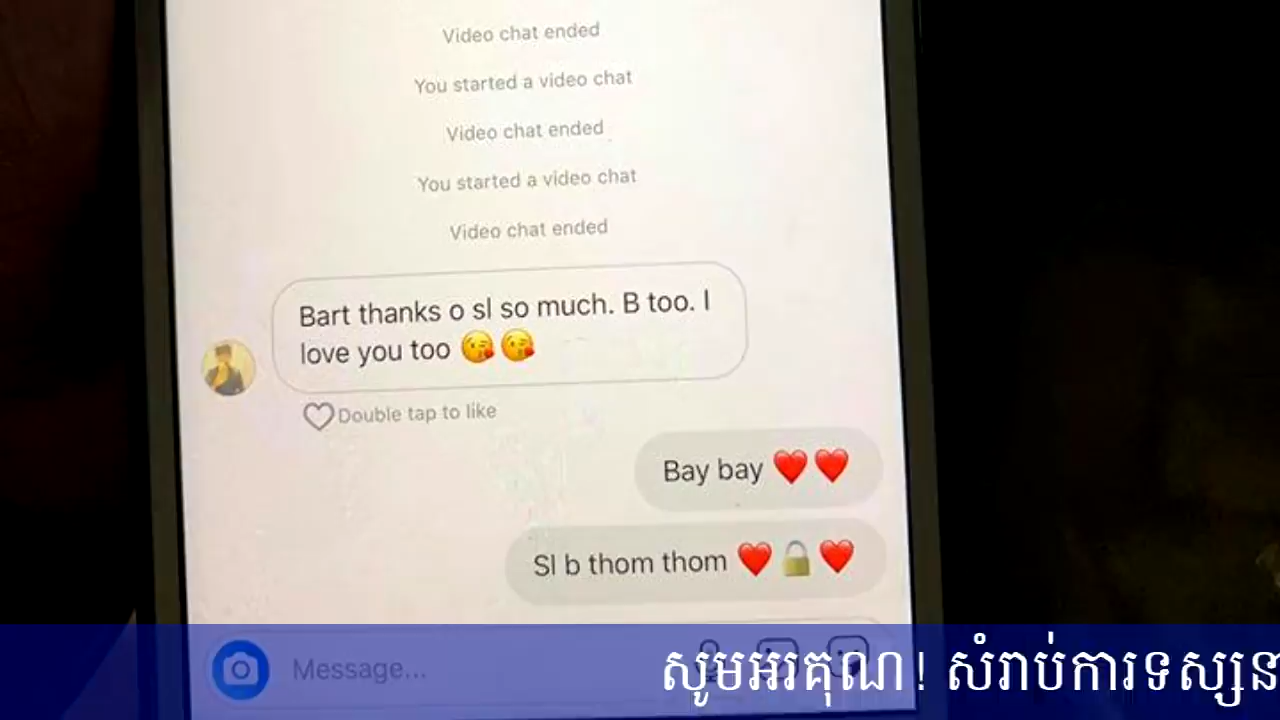 Video chat ended
You started a video chat
Video chat ended
You started a video chat
Video chat ended
Bart thanks o sl so much. B too. I
love you too 😘😘
Double tap to like
Bay bay ❤️❤️
Sl b thom thom ❤️🔒❤️
Message...
សូមអរគុណ! សំរាប់ការទស្សនា